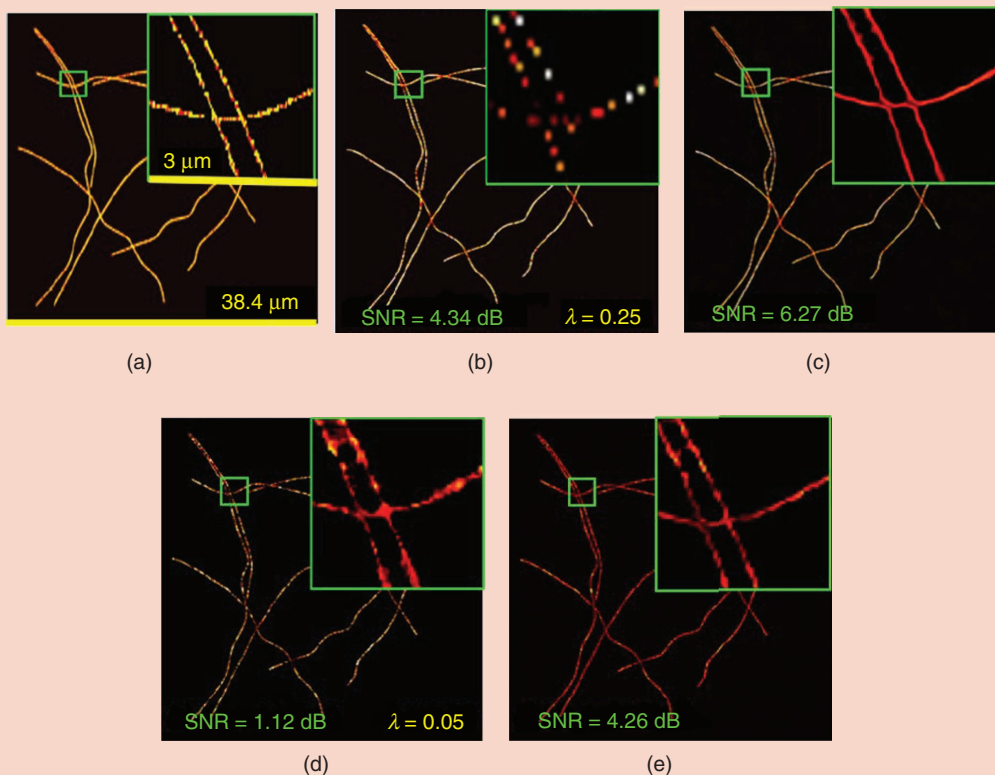 3 μm
38.4 μm
(a)
SNR = 4.34 dB
λ = 0.25
(b)
SNR = 6.27 dB
(c)
SNR = 1.12 dB
λ = 0.05
(d)
SNR = 4.26 dB
(e)